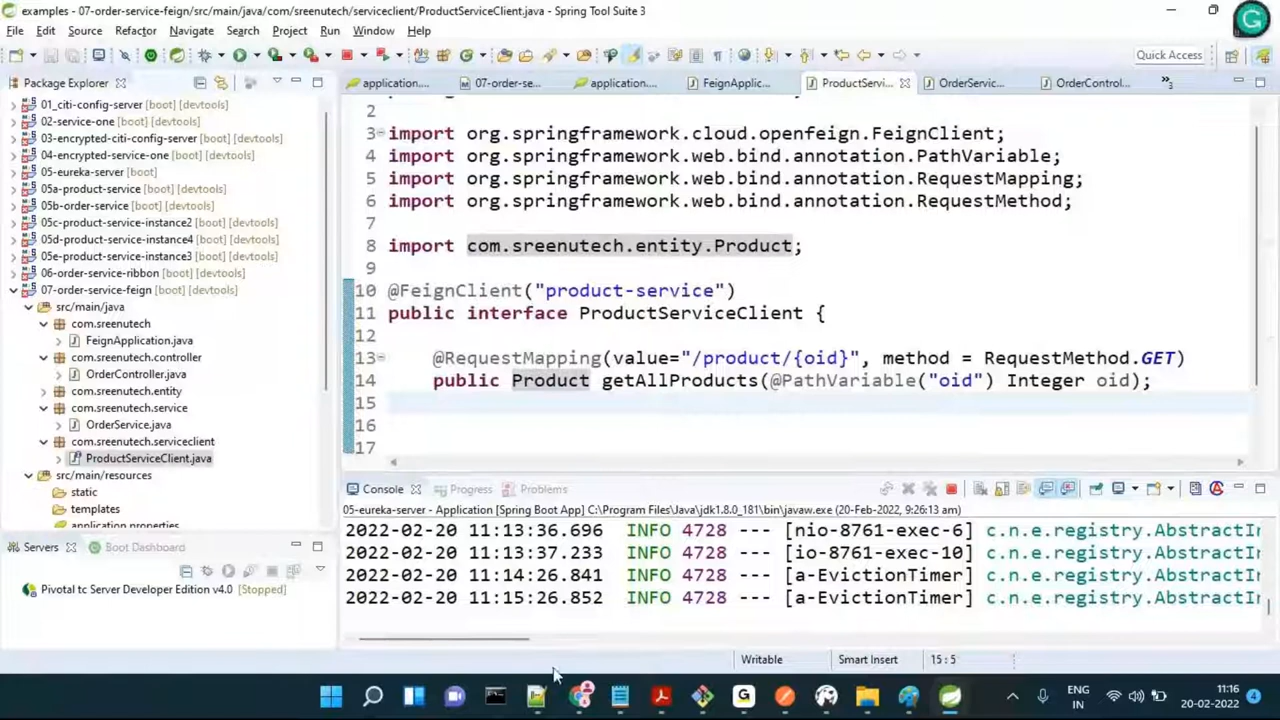 examples - 07-order-service-feign/src/main/java/com/sreenutech/serviceclient/ProductServiceClient.java - Spring Tool Suite 3
File Edit Source Refactor Navigate Search Project Run Window Help
Quick Access
Package Explorer
01_citi-config-server [boot] [devtools]
02-service-one [boot] [devtools]
03-encrypted-citi-config-server [boot] [devtools]
04-encrypted-service-one [boot] [devtools]
05-eureka-server [boot]
05a-product-service [boot] [devtools]
05b-order-service [boot] [devtools]
05c-product-service-instance2 [boot] [devtools]
05d-product-service-instance4 [boot] [devtools]
05e-product-service-instance3 [boot] [devtools]
06-order-service-ribbon [boot] [devtools]
07-order-service-feign [boot] [devtools]
src/main/java
com.sreenutech
FeignApplication.java
com.sreenutech.controller
OrderController.java
com.sreenutech.entity
com.sreenutech.service
OrderService.java
com.sreenutech.serviceclient
ProductServiceClient.java
src/main/resources
static
templates
application.properties
Servers Boot Dashboard
Pivotal tc Server Developer Edition v4.0 [Stopped]
application.... 07-order-se... application.... FeignApplic... ProductServi... OrderServic... OrderControl... »3
2
3 import org.springframework.cloud.openfeign.FeignClient;
4 import org.springframework.web.bind.annotation.PathVariable;
5 import org.springframework.web.bind.annotation.RequestMapping;
6 import org.springframework.web.bind.annotation.RequestMethod;
7
8 import com.sreenutech.entity.Product;
9
10 @FeignClient("product-service")
11 public interface ProductServiceClient {
12
13 @RequestMapping(value="/product/{oid}", method = RequestMethod.GET)
14 public Product getAllProducts(@PathVariable("oid") Integer oid);
15
16
17
Console Progress Problems
05-eureka-server - Application [Spring Boot App] C:\Program Files\Java\jdk1.8.0_181\bin\javaw.exe (20-Feb-2022, 9:26:13 am)
2022-02-20 11:13:36.696 INFO 4728 --- [nio-8761-exec-6] c.n.e.registry.AbstractIn
2022-02-20 11:13:37.233 INFO 4728 --- [io-8761-exec-10] c.n.e.registry.AbstractIn
2022-02-20 11:14:26.841 INFO 4728 --- [a-EvictionTimer] c.n.e.registry.AbstractIn
2022-02-20 11:15:26.852 INFO 4728 --- [a-EvictionTimer] c.n.e.registry.AbstractIn
Writable Smart Insert 15 : 5
ENG
IN
11:16
20-02-2022